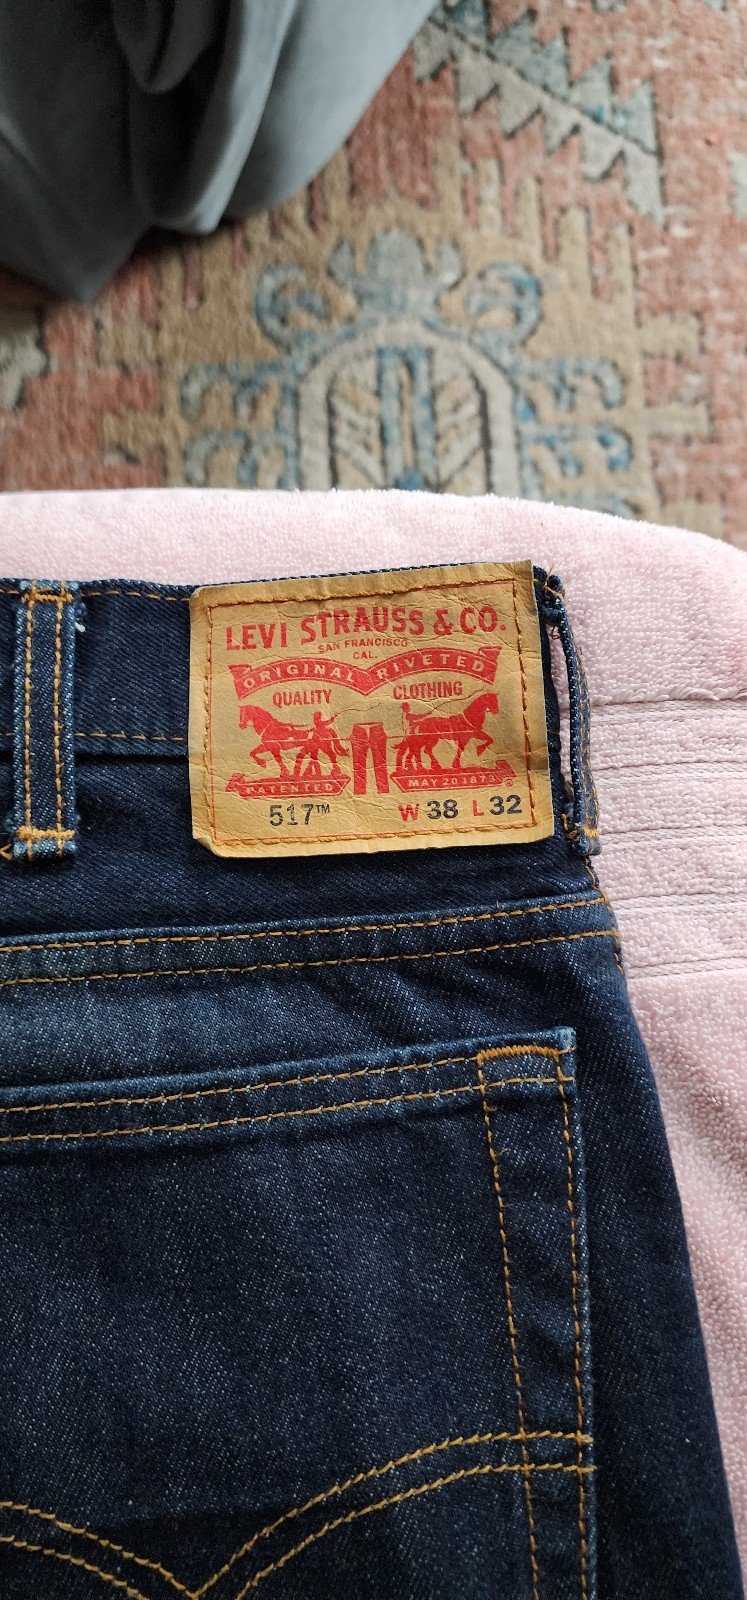 LEVI STRAUSS & CO.
SAN FRANCISCO
CAL.
ORIGINAL RIVETED
QUALITY CLOTHING
PATENTED MAY 20 1873
517™ W 38 L 32